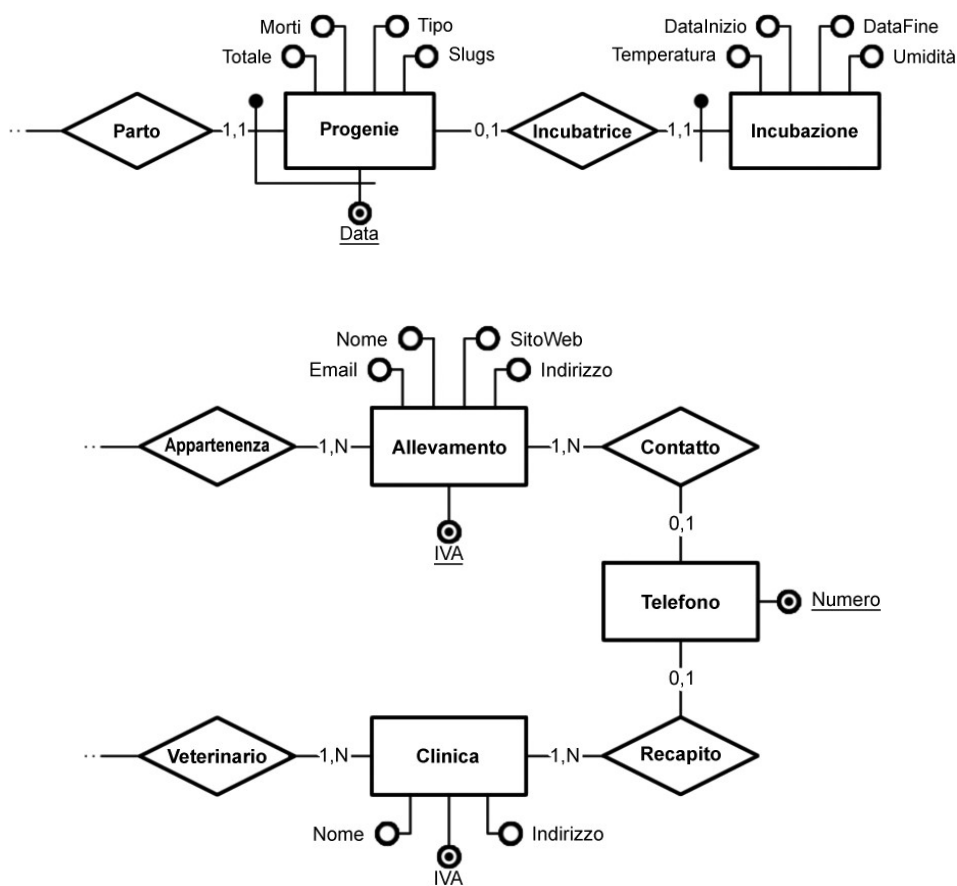 Morti
Tipo
DataInizio
DataFine
Totale
Slugs
Temperatura
Umidità
··
Parto
1,1
Progenie
0,1
Incubatrice
1,1
Incubazione
Data
Nome
SitoWeb
Email
Indirizzo
··
Appartenenza
1,N
Allevamento
1,N
Contatto
IVA
0,1
Telefono
Numero
0,1
··
Veterinario
1,N
Clinica
1,N
Recapito
Nome
Indirizzo
IVA